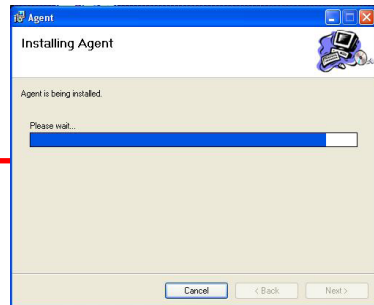 Agent
Installing Agent
Agent is being installed.
Please wait...
Cancel
< Back
Next >